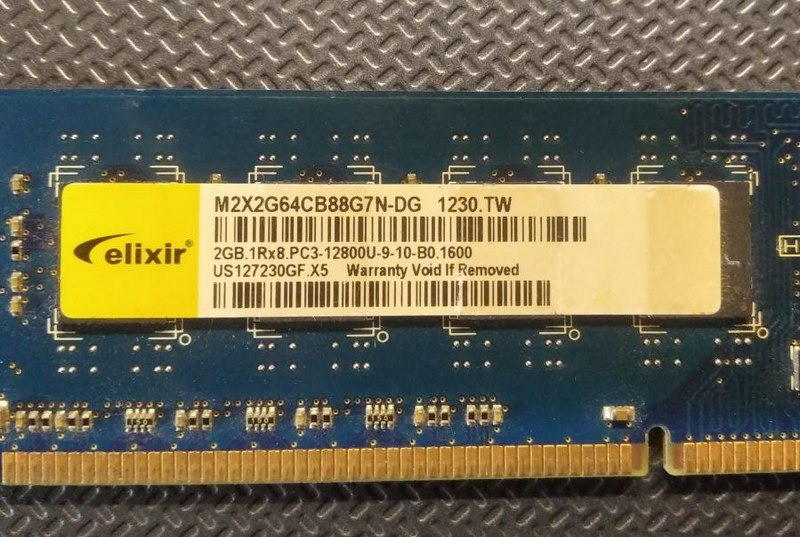 elixir®
M2X2G64CB88G7N-DG 1230.TW
2GB.1Rx8.PC3-12800U-9-10-B0.1600
US127230GF.X5 Warranty Void If Removed